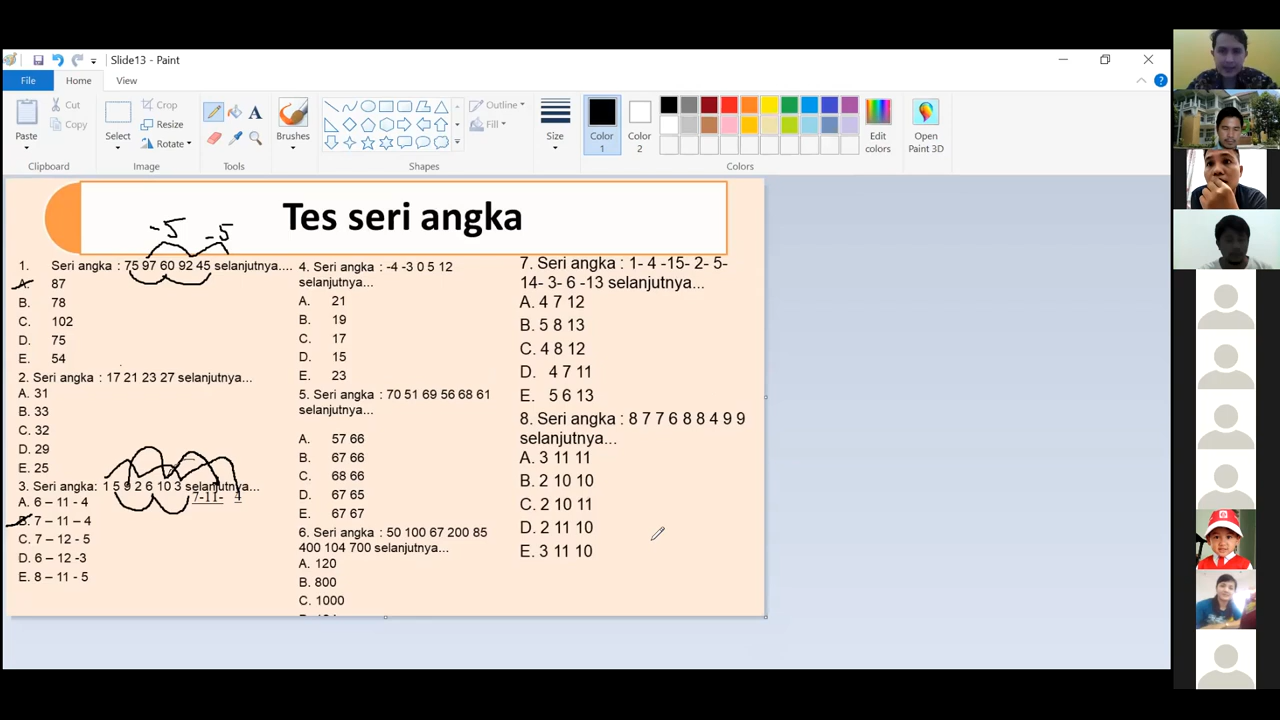 Slide13 - Paint
File Home View
Cut
Copy
Paste
Crop
Resize
Rotate
Select
Brushes
Outline
Fill
Size
Color 1
Color 2
Edit colors
Open Paint 3D
Clipboard Image Tools Shapes Colors
Tes seri angka
-5 -5
1. Seri angka : 75 97 60 92 45 selanjutnya....
A. 87
B. 78
C. 102
D. 75
E. 54
2. Seri angka : 17 21 23 27 selanjutnya...
A. 31
B. 33
C. 32
D. 29
E. 25
3. Seri angka: 1 5 9 2 6 10 3 selanjutnya...
7-11- 4
A. 6 – 11 - 4
B. 7 – 11 – 4
C. 7 – 12 - 5
D. 6 – 12 -3
E. 8 – 11 - 5
4. Seri angka : -4 -3 0 5 12
selanjutnya...
A. 21
B. 19
C. 17
D. 15
E. 23
5. Seri angka : 70 51 69 56 68 61
selanjutnya...
A. 57 66
B. 67 66
C. 68 66
D. 67 65
E. 67 67
6. Seri angka : 50 100 67 200 85
400 104 700 selanjutnya...
A. 120
B. 800
C. 1000
7. Seri angka : 1- 4 -15- 2- 5-
14- 3- 6 -13 selanjutnya...
A. 4 7 12
B. 5 8 13
C. 4 8 12
D. 4 7 11
E. 5 6 13
8. Seri angka : 8 7 7 6 8 8 4 9 9
selanjutnya...
A. 3 11 11
B. 2 10 10
C. 2 10 11
D. 2 11 10
E. 3 11 10